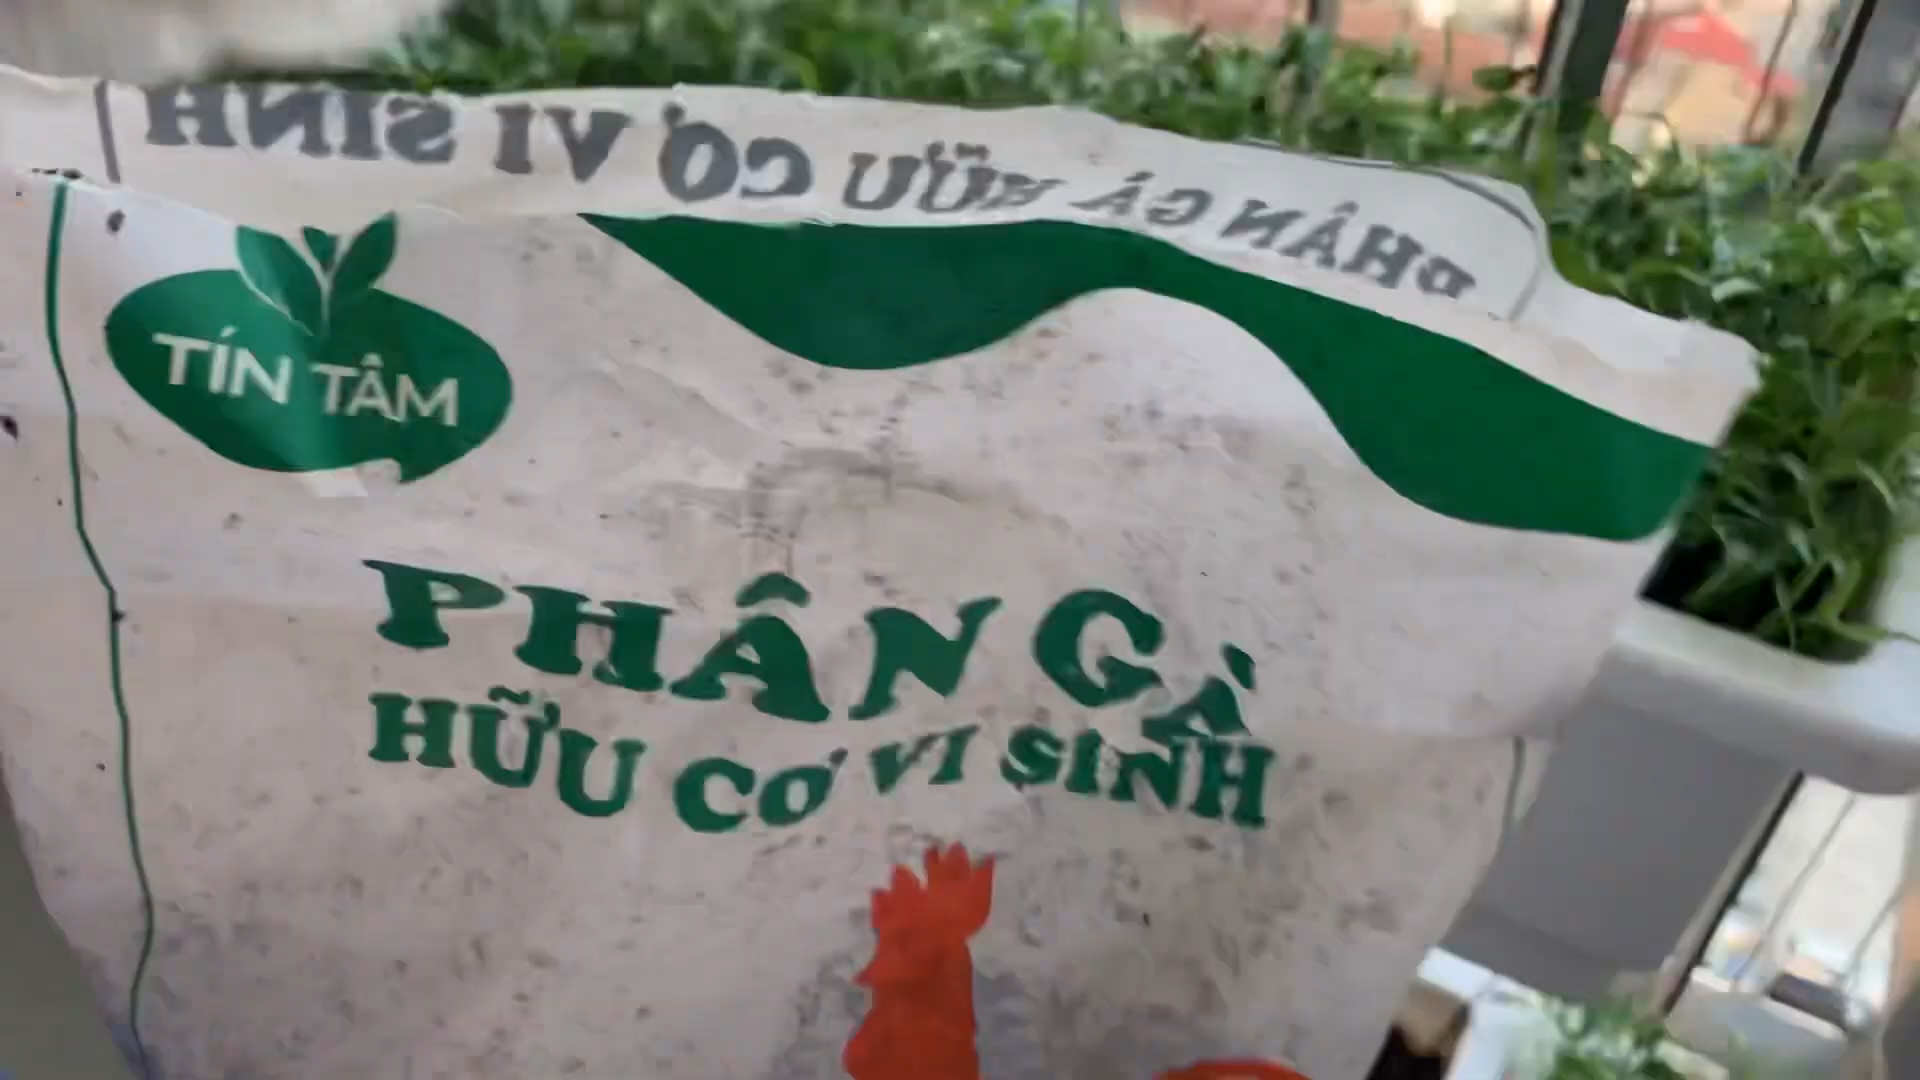 PHÂN GÀ HỮU CƠ VI SINH
TÍN TÂM
PHÂN GÀ
HỮU CƠ VI SINH